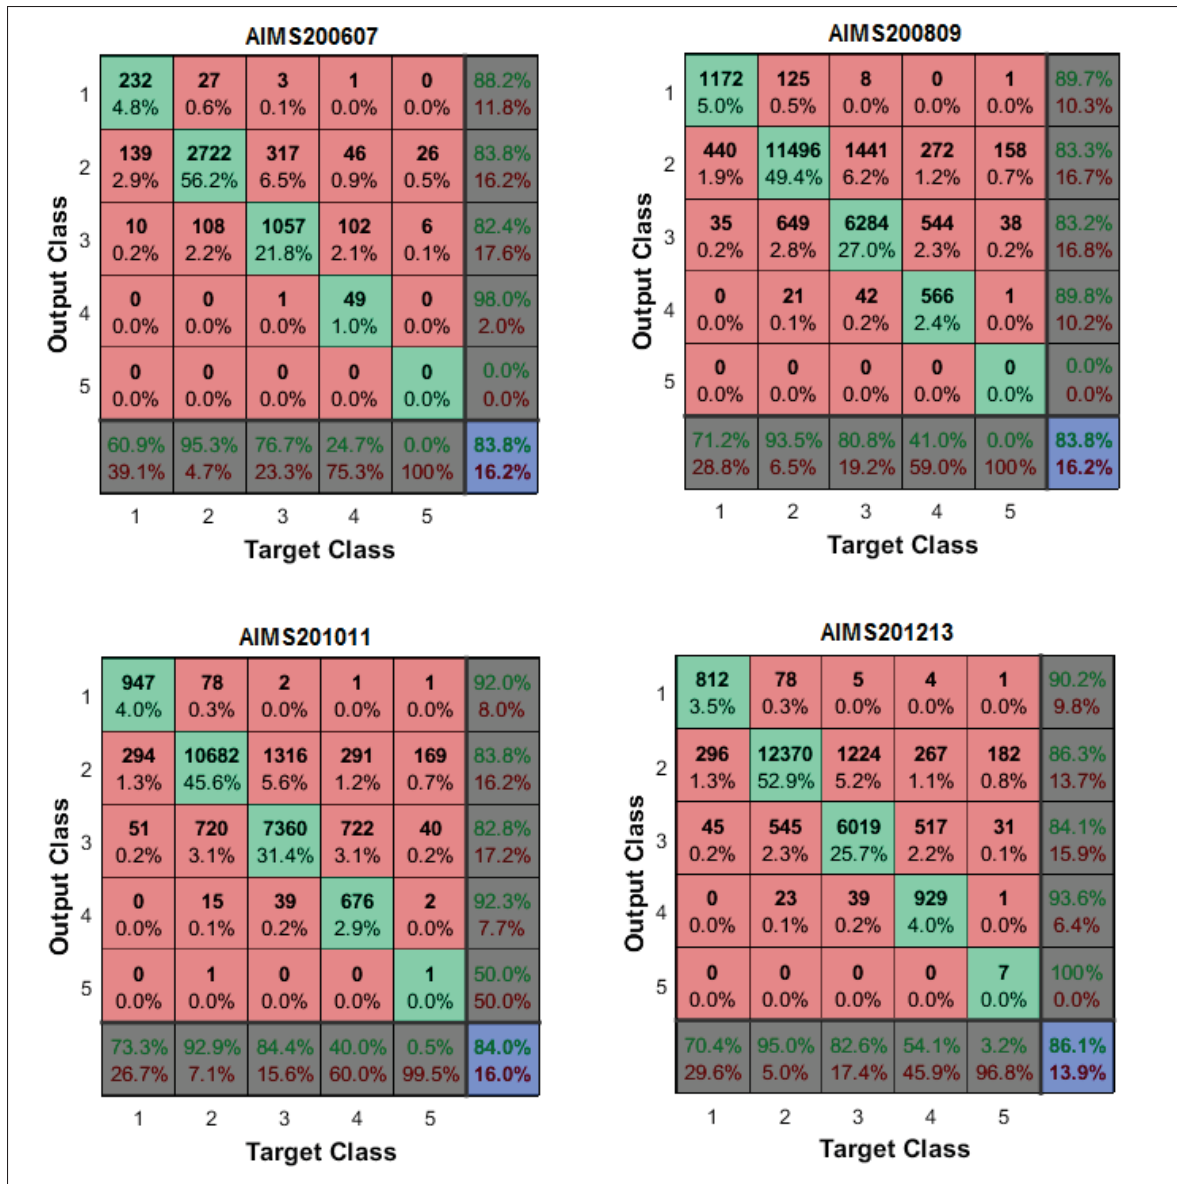 AIMS200607
1 232 27 3 1 0 88.2%
4.8% 0.6% 0.1% 0.0% 0.0% 11.8%
2 139 2722 317 46 26 83.8%
2.9% 56.2% 6.5% 0.9% 0.5% 16.2%
3 10 108 1057 102 6 82.4%
0.2% 2.2% 21.8% 2.1% 0.1% 17.6%
4 0 0 1 49 0 98.0%
0.0% 0.0% 0.0% 1.0% 0.0% 2.0%
5 0 0 0 0 0 0.0%
0.0% 0.0% 0.0% 0.0% 0.0% 0.0%
60.9% 95.3% 76.7% 24.7% 0.0% 83.8%
39.1% 4.7% 23.3% 75.3% 100% 16.2%
1 2 3 4 5
Output Class
Target Class
AIMS200809
1 1172 125 8 0 1 89.7%
5.0% 0.5% 0.0% 0.0% 0.0% 10.3%
2 440 11496 1441 272 158 83.3%
1.9% 49.4% 6.2% 1.2% 0.7% 16.7%
3 35 649 6284 544 38 83.2%
0.2% 2.8% 27.0% 2.3% 0.2% 16.8%
4 0 21 42 566 1 89.8%
0.0% 0.1% 0.2% 2.4% 0.0% 10.2%
5 0 0 0 0 0 0.0%
0.0% 0.0% 0.0% 0.0% 0.0% 0.0%
71.2% 93.5% 80.8% 41.0% 0.0% 83.8%
28.8% 6.5% 19.2% 59.0% 100% 16.2%
1 2 3 4 5
Output Class
Target Class
AIMS201011
1 947 78 2 1 1 92.0%
4.0% 0.3% 0.0% 0.0% 0.0% 8.0%
2 294 10682 1316 291 169 83.8%
1.3% 45.6% 5.6% 1.2% 0.7% 16.2%
3 51 720 7360 722 40 82.8%
0.2% 3.1% 31.4% 3.1% 0.2% 17.2%
4 0 15 39 676 2 92.3%
0.0% 0.1% 0.2% 2.9% 0.0% 7.7%
5 0 1 0 0 1 50.0%
0.0% 0.0% 0.0% 0.0% 0.0% 50.0%
73.3% 92.9% 84.4% 40.0% 0.5% 84.0%
26.7% 7.1% 15.6% 60.0% 99.5% 16.0%
1 2 3 4 5
Output Class
Target Class
AIMS201213
1 812 78 5 4 1 90.2%
3.5% 0.3% 0.0% 0.0% 0.0% 9.8%
2 296 12370 1224 267 182 86.3%
1.3% 52.9% 5.2% 1.1% 0.8% 13.7%
3 45 545 6019 517 31 84.1%
0.2% 2.3% 25.7% 2.2% 0.1% 15.9%
4 0 23 39 929 1 93.6%
0.0% 0.1% 0.2% 4.0% 0.0% 6.4%
5 0 0 0 0 7 100%
0.0% 0.0% 0.0% 0.0% 0.0% 0.0%
70.4% 95.0% 82.6% 54.1% 3.2% 86.1%
29.6% 5.0% 17.4% 45.9% 96.8% 13.9%
1 2 3 4 5
Output Class
Target Class